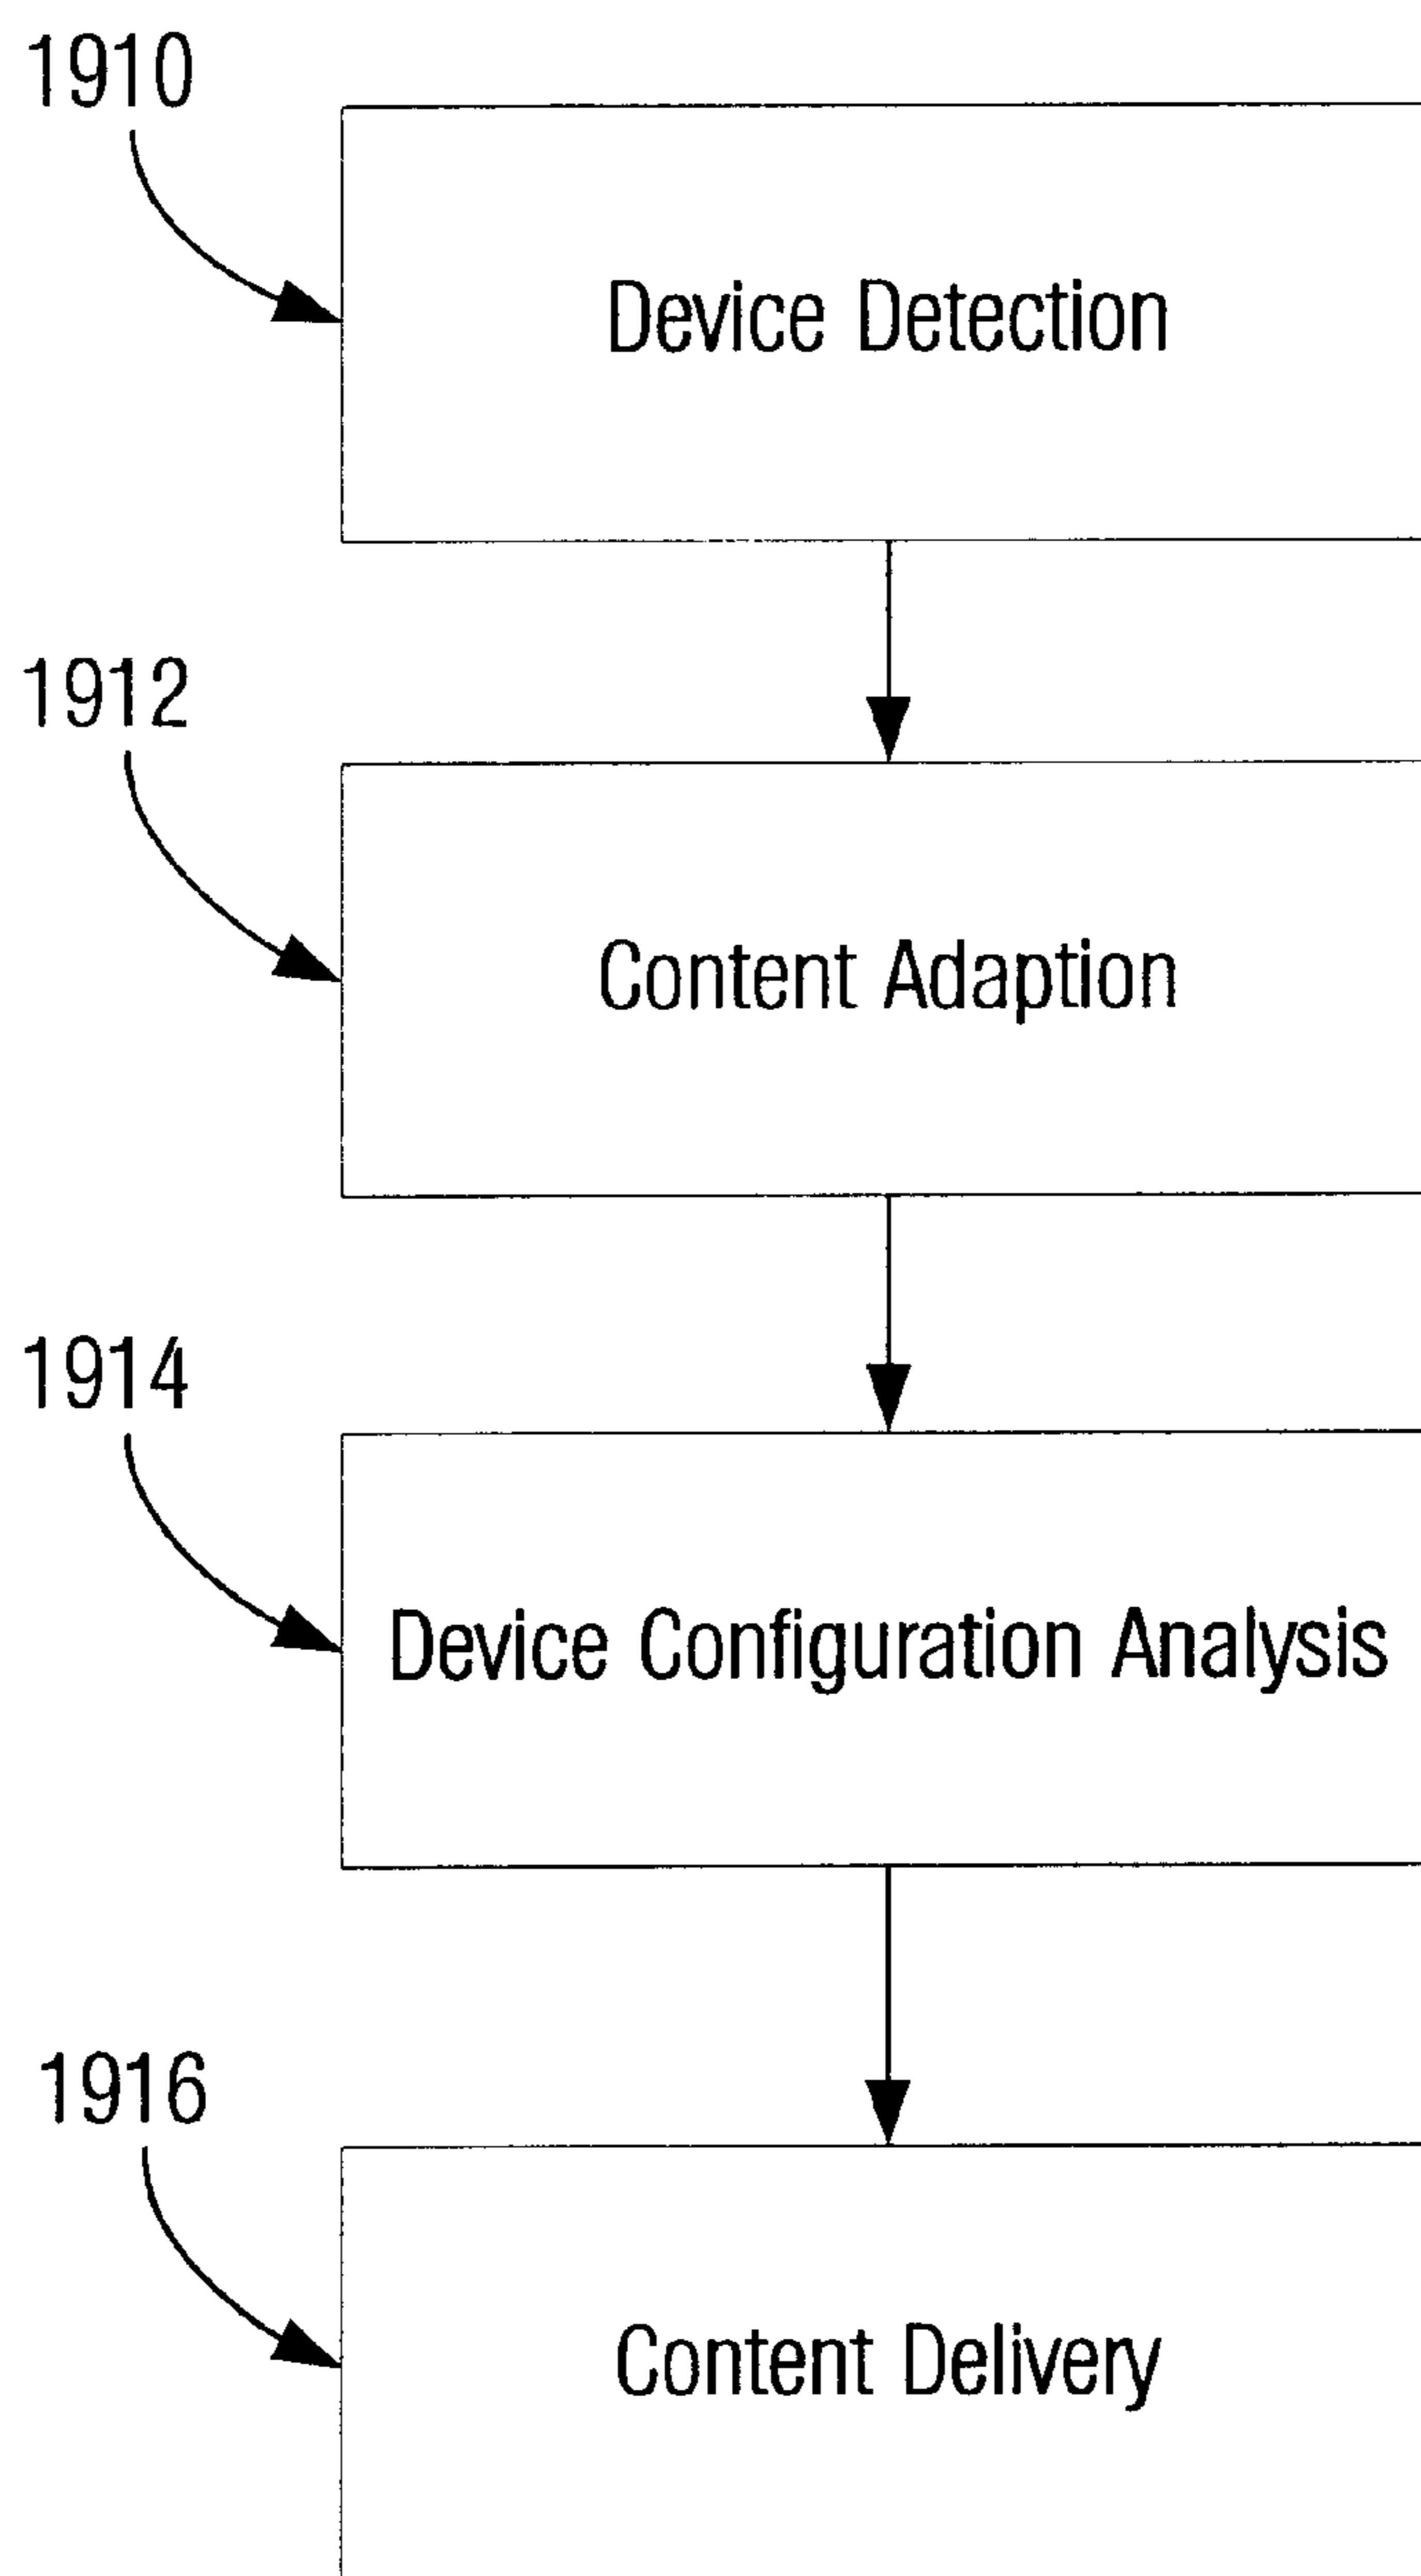 1910
Device Detection
1912
Content Adaption
1914
Device Configuration Analysis
1916
Content Delivery